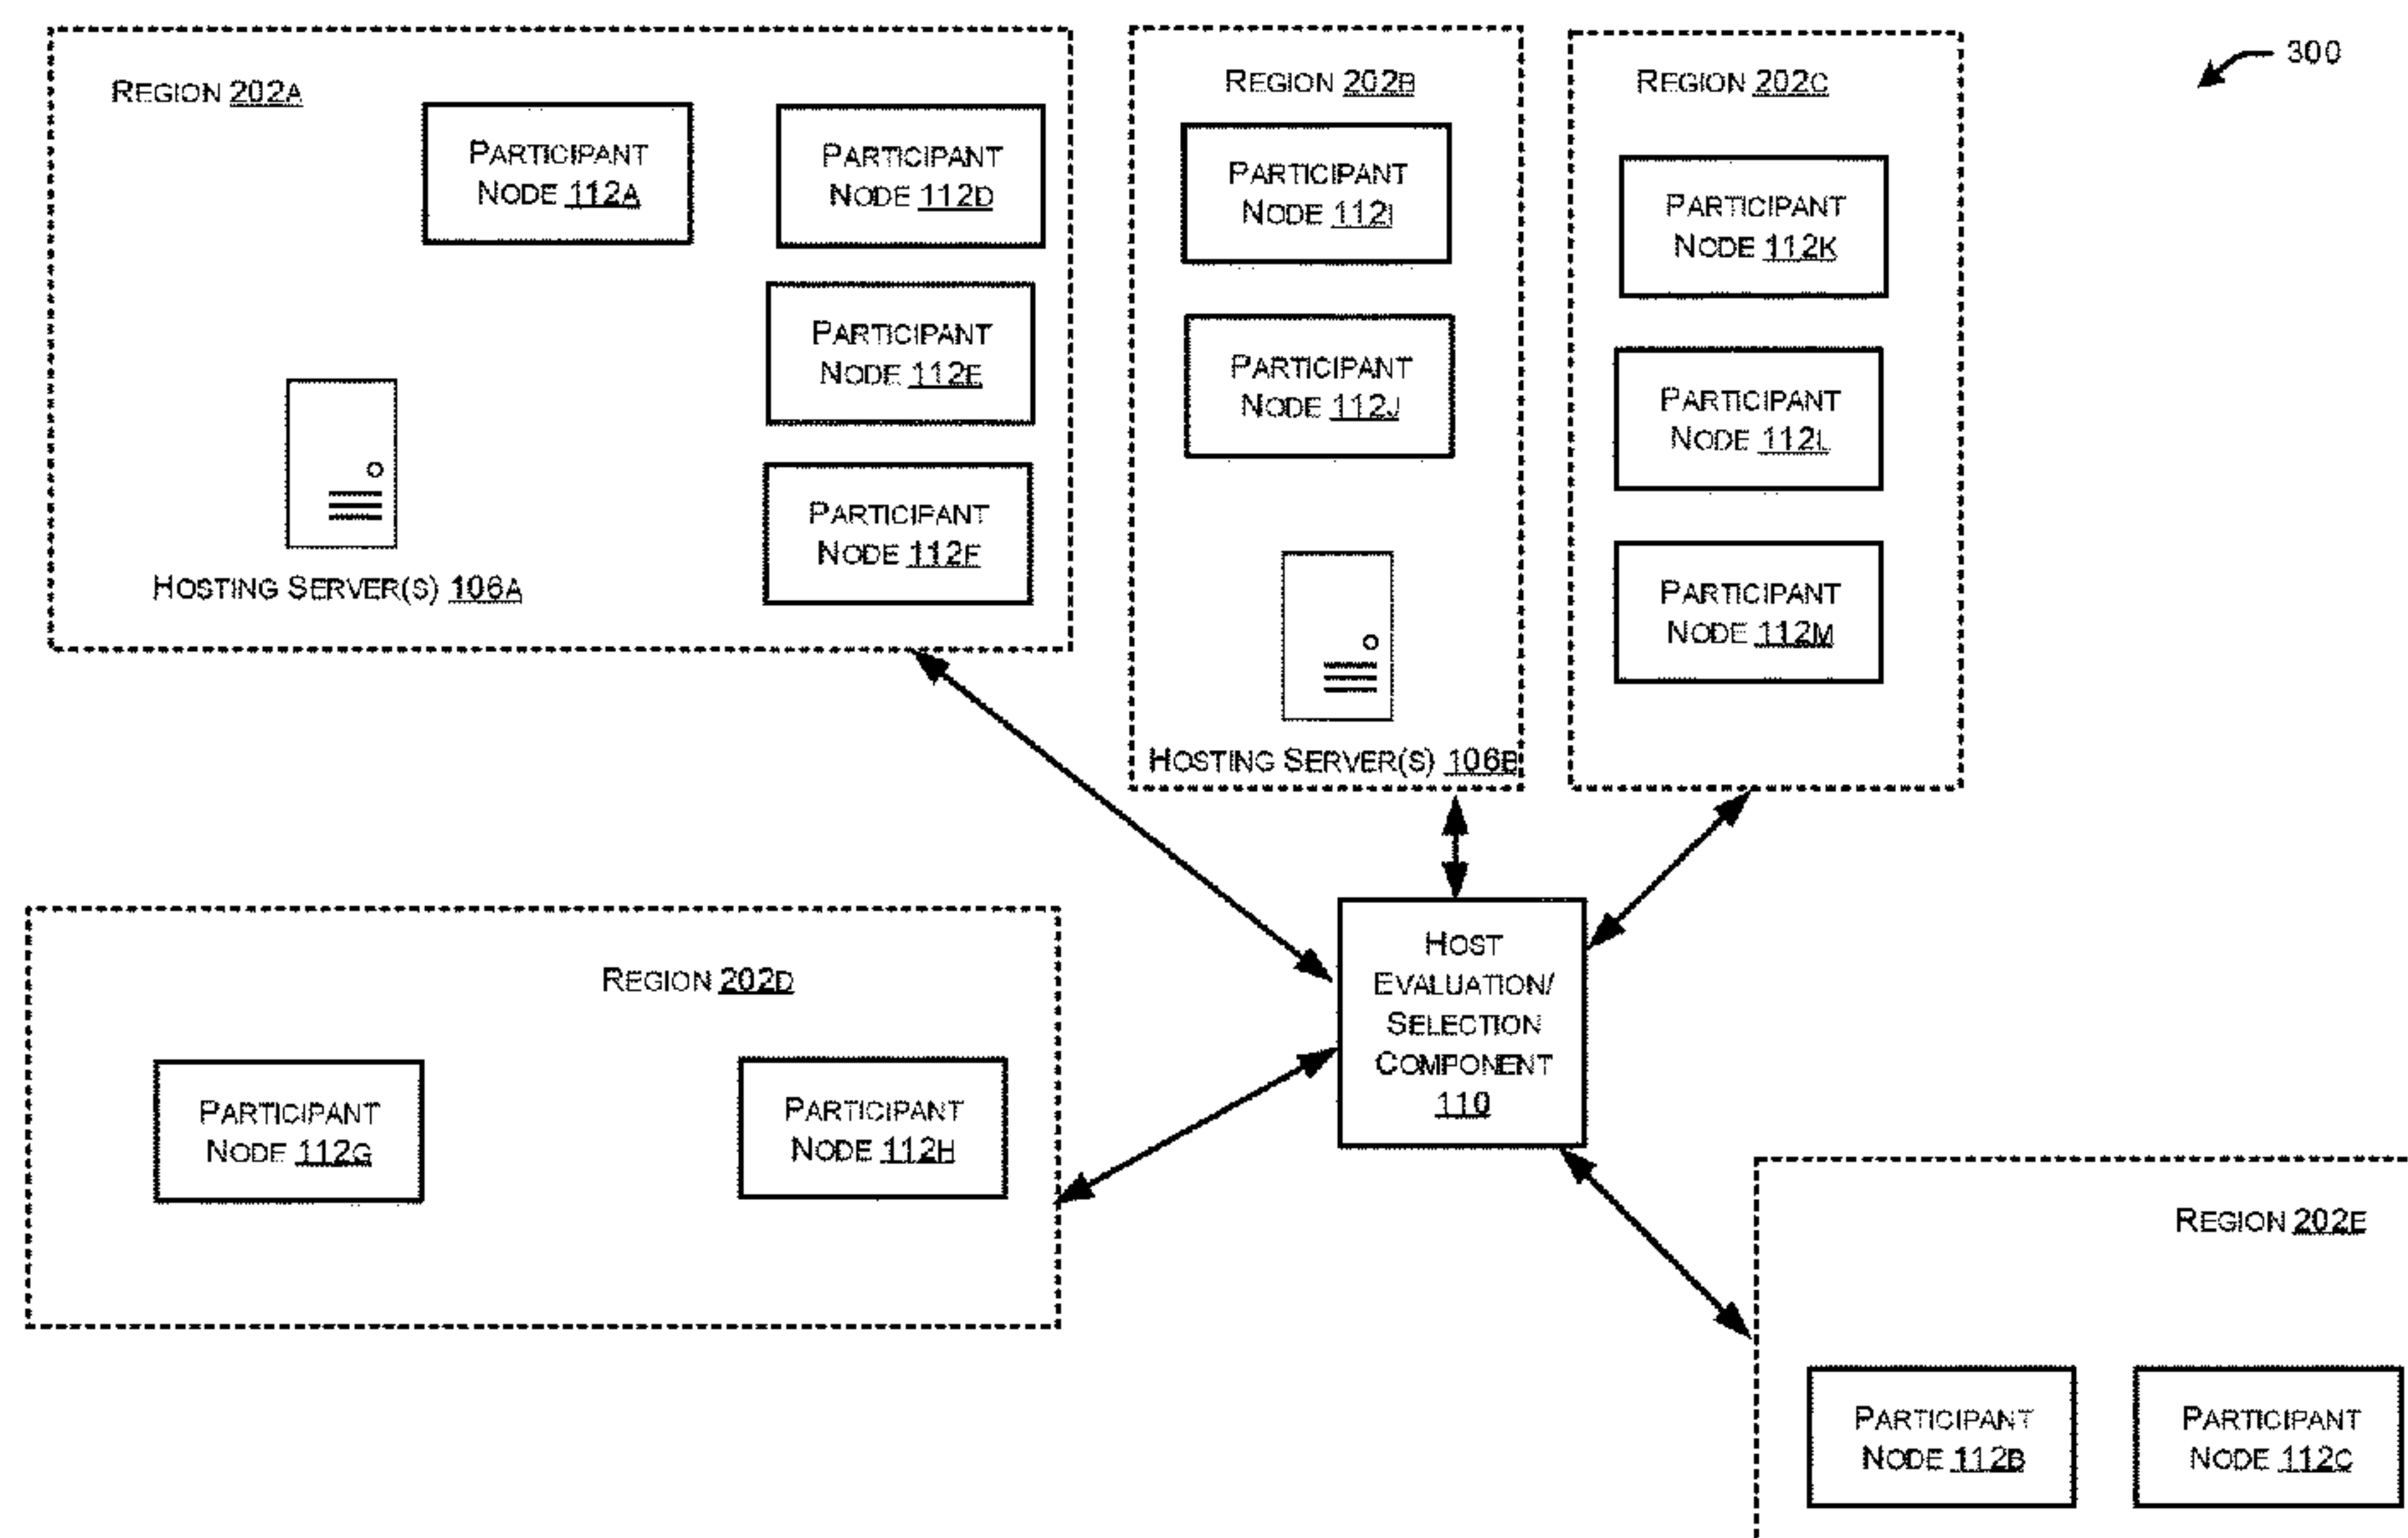 300
REGION 202A
PARTICIPANT
NODE 112A
PARTICIPANT
NODE 112D
PARTICIPANT
NODE 112E
PARTICIPANT
NODE 112F
HOSTING SERVER(S) 106A
REGION 202B
PARTICIPANT
NODE 112I
PARTICIPANT
NODE 112J
HOSTING SERVER(S) 106B
REGION 202C
PARTICIPANT
NODE 112K
PARTICIPANT
NODE 112L
PARTICIPANT
NODE 112M
REGION 202D
PARTICIPANT
NODE 112G
PARTICIPANT
NODE 112H
HOST
EVALUATION/
SELECTION
COMPONENT
110
REGION 202E
PARTICIPANT
NODE 112B
PARTICIPANT
NODE 112C